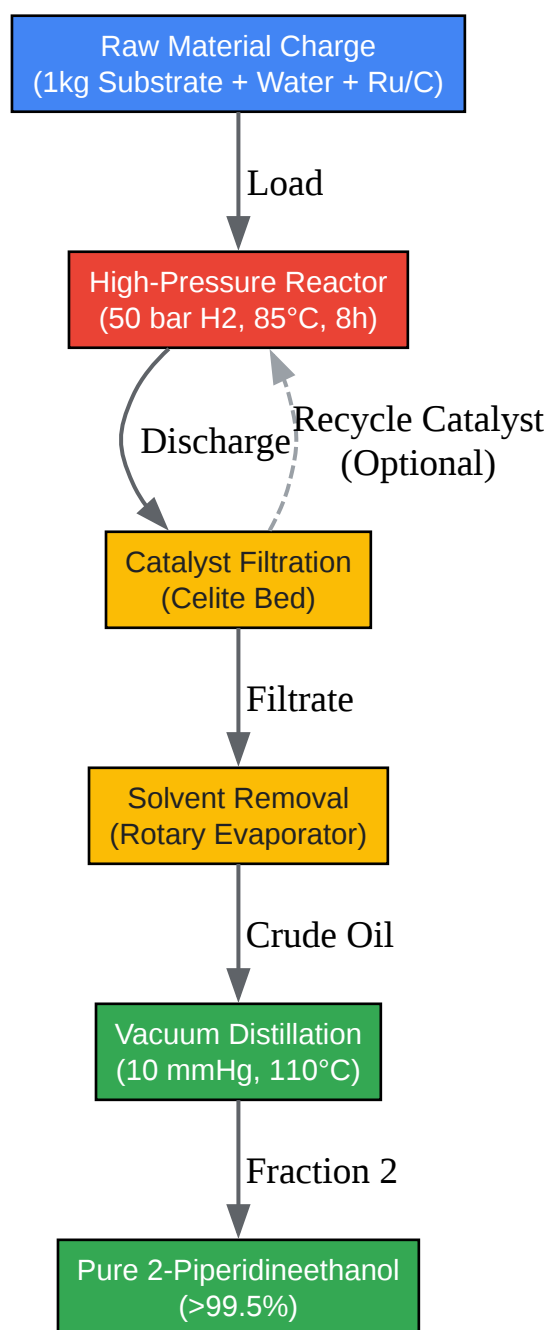 Raw Material Charge
(1kg Substrate + Water + Ru/C)
Load
High-Pressure Reactor
(50 bar H2, 85°C, 8h)
Discharge
Recycle Catalyst
(Optional)
Catalyst Filtration
(Celite Bed)
Filtrate
Solvent Removal
(Rotary Evaporator)
Crude Oil
Vacuum Distillation
(10 mmHg, 110°C)
Fraction 2
Pure 2-Piperidineethanol
(>99.5%)